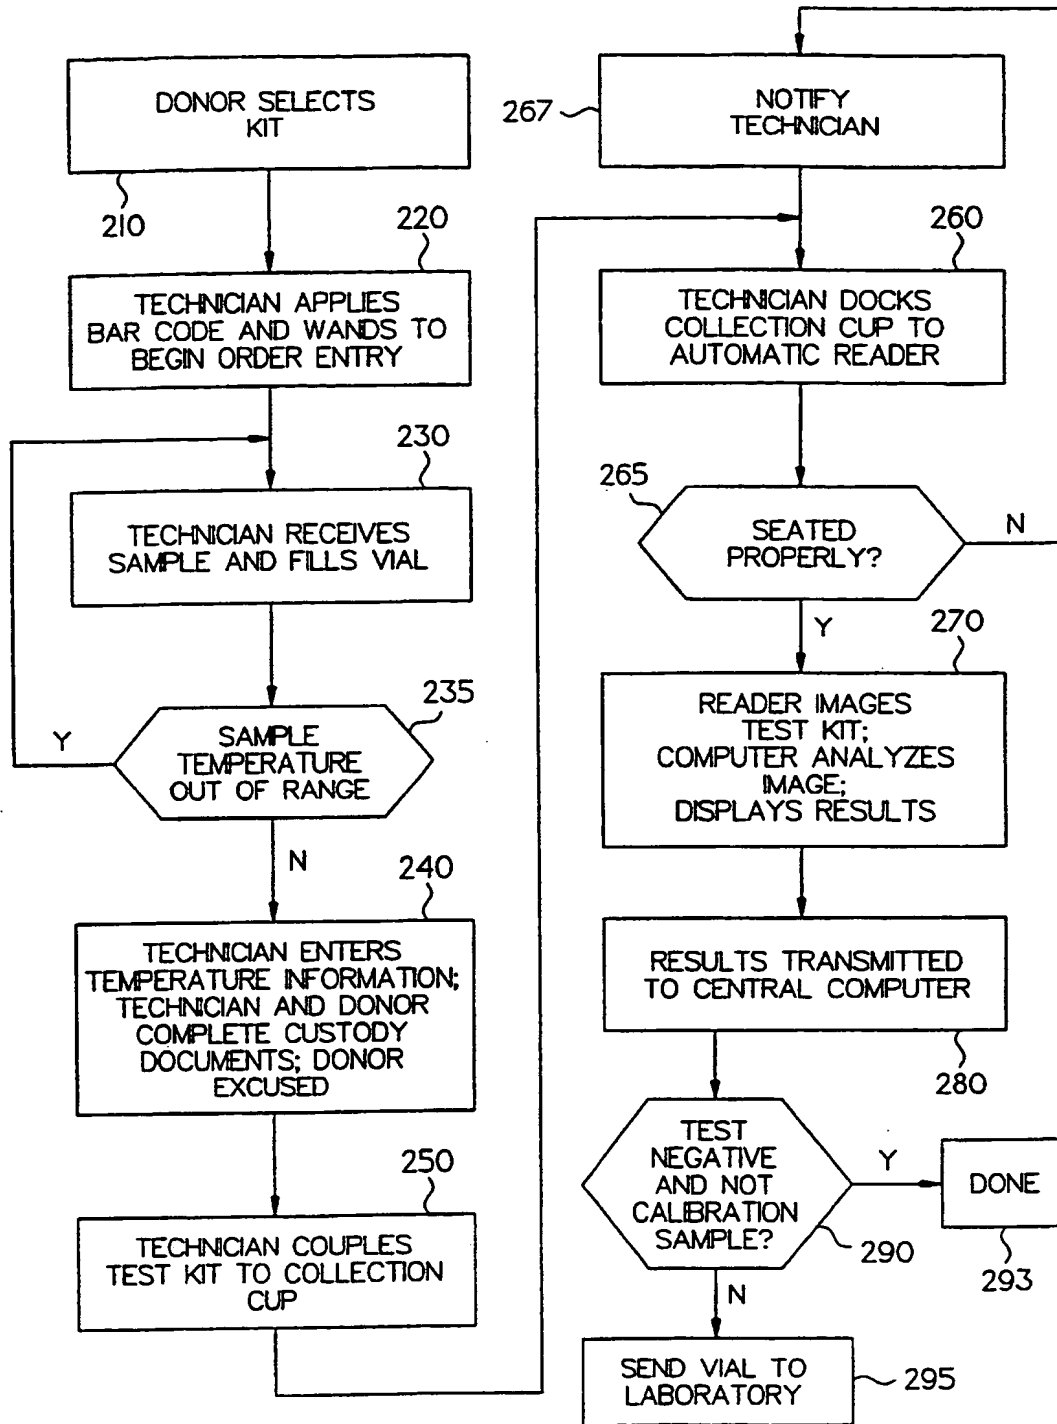 DONOR SELECTS
KIT
210
220
TECHNICIAN APPLIES
BAR CODE AND WANDS TO
BEGIN ORDER ENTRY
230
TECHNICIAN RECEIVES
SAMPLE AND FILLS VIAL
235
SAMPLE
TEMPERATURE
OUT OF RANGE
Y
N
240
TECHNICIAN ENTERS
TEMPERATURE INFORMATION;
TECHNICIAN AND DONOR
COMPLETE CUSTODY
DOCUMENTS; DONOR
EXCUSED
250
TECHNICIAN COUPLES
TEST KIT TO COLLECTION
CUP
267
NOTIFY
TECHNICIAN
260
TECHNICIAN DOCKS
COLLECTION CUP TO
AUTOMATIC READER
265
SEATED
PROPERLY?
N
Y
270
READER IMAGES
TEST KIT;
COMPUTER ANALYZES
IMAGE;
DISPLAYS RESULTS
RESULTS TRANSMITTED
TO CENTRAL COMPUTER
280
TEST
NEGATIVE
AND NOT
CALIBRATION
SAMPLE?
290
Y
DONE
293
N
SEND VIAL TO
LABORATORY
295